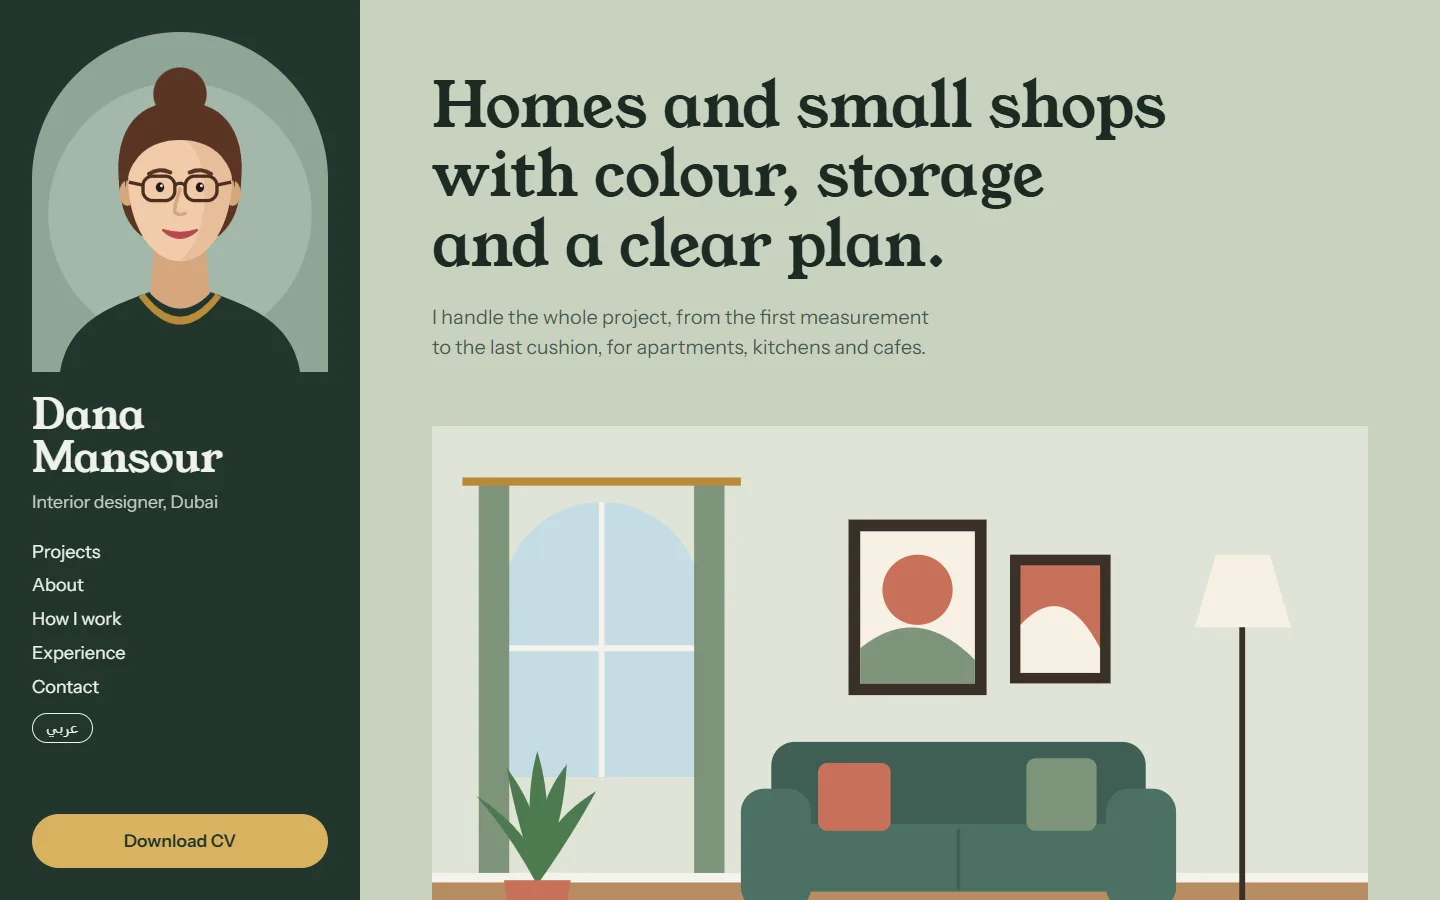 Dana
Mansour
Interior designer, Dubai
Projects
About
How I work
Experience
Contact
عربي
Download CV
Homes and small shops
with colour, storage
and a clear plan.
I handle the whole project, from the first measurement
to the last cushion, for apartments, kitchens and cafes.